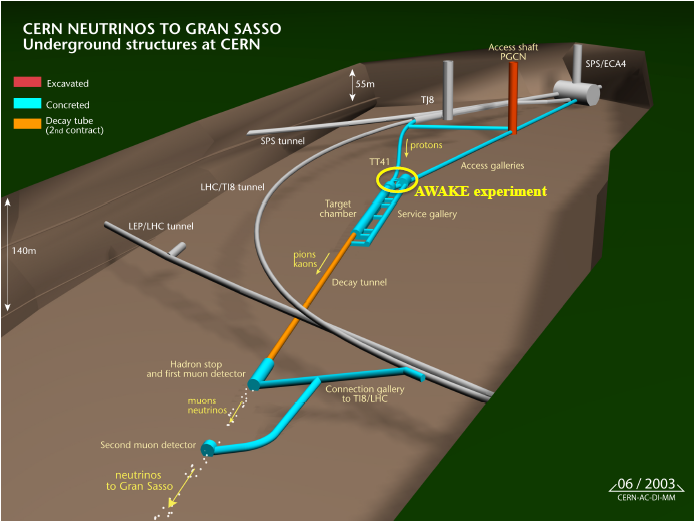 CERN NEUTRINOS TO GRAN SASSO
Underground structures at CERN
Excavated
Concreted
Decay tube
(2nd contract)
55m
Access shaft
PGCN
SPS/ECA4
TJ8
SPS tunnel
protons
TT41
Access galleries
LHC/TI8 tunnel
AWAKE experiment
Target
chamber
Service gallery
LEP/LHC tunnel
140m
pions
kaons
Decay tunnel
Hadron stop
and first muon detector
Connection gallery
to TI8/LHC
muons
neutrinos
Second muon detector
neutrinos
to Gran Sasso
06 / 2003
CERN-AC-DI-MM